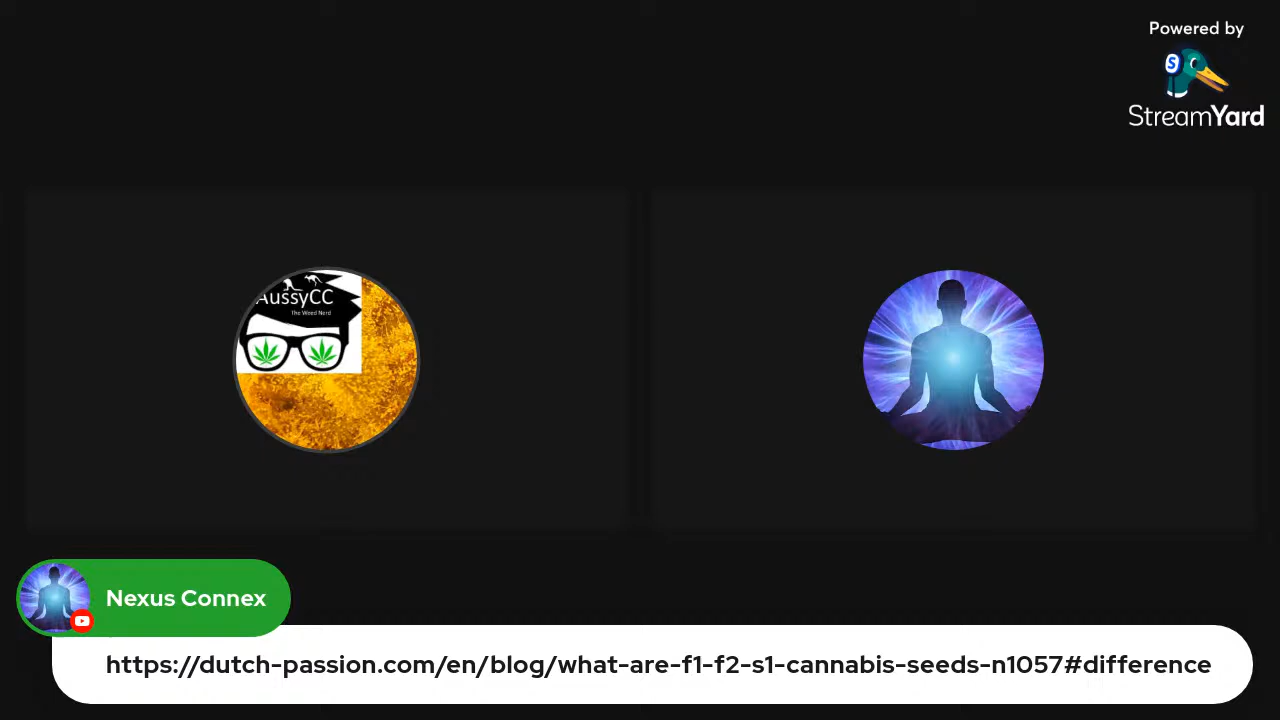 Powered by
S
StreamYard
AussyCC
The Weed Nerd
Nexus Connex
https://dutch-passion.com/en/blog/what-are-f1-f2-s1-cannabis-seeds-n1057#difference